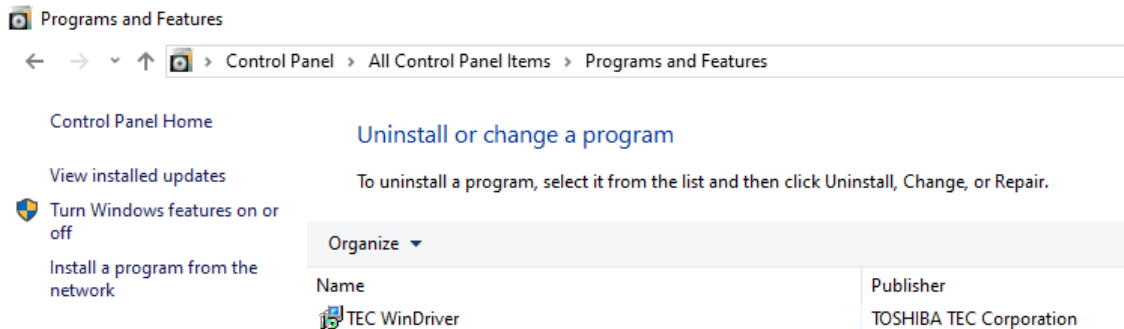 Programs and Features
Control Panel > All Control Panel Items > Programs and Features
Control Panel Home
View installed updates
Turn Windows features on or
off
Install a program from the
network
Uninstall or change a program
To uninstall a program, select it from the list and then click Uninstall, Change, or Repair.
Organize
Name Publisher
TEC WinDriver TOSHIBA TEC Corporation